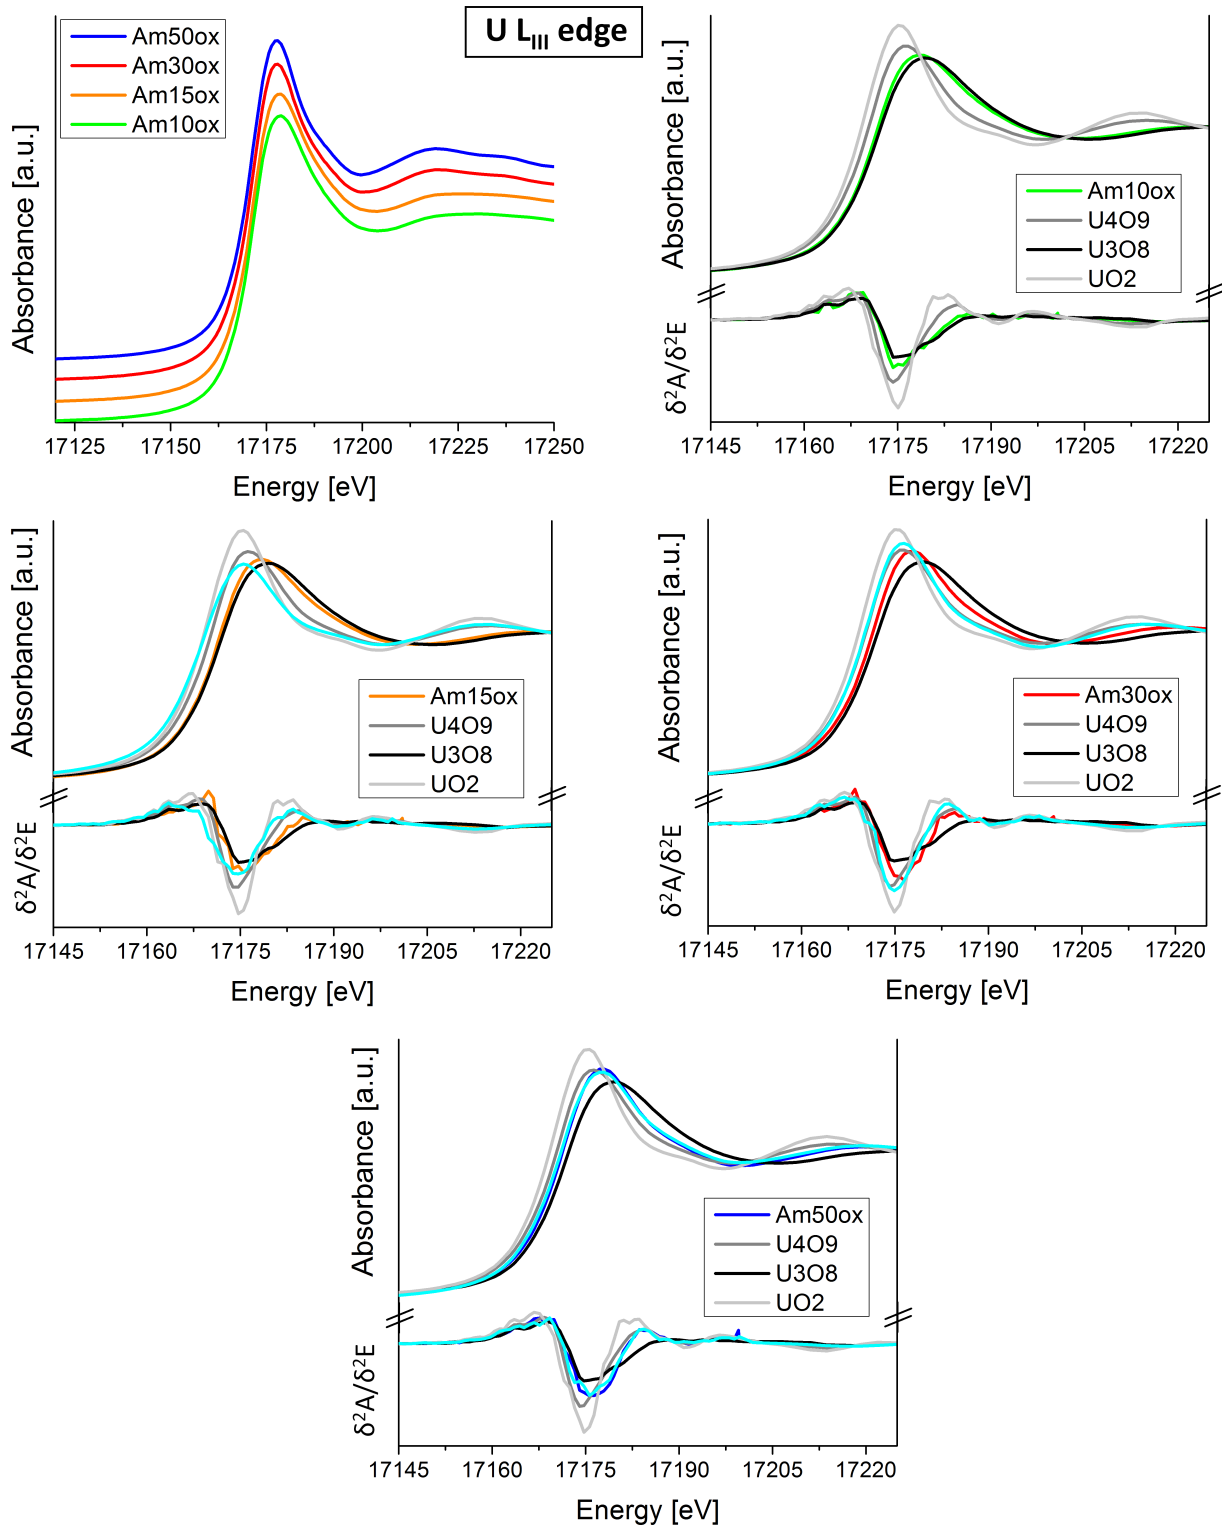 U L_III edge
Am50ox
Am30ox
Am15ox
Am10ox
Absorbance [a.u.]
17125 17150 17175 17200 17225 17250
Energy [eV]
Absorbance [a.u.]
δ²A/δ²E
Am10ox
U4O9
U3O8
UO2
17145 17160 17175 17190 17205 17220
Energy [eV]
Absorbance [a.u.]
δ²A/δ²E
Am15ox
U4O9
U3O8
UO2
17145 17160 17175 17190 17205 17220
Energy [eV]
Absorbance [a.u.]
δ²A/δ²E
Am30ox
U4O9
U3O8
UO2
17145 17160 17175 17190 17205 17220
Energy [eV]
Absorbance [a.u.]
δ²A/δ²E
Am50ox
U4O9
U3O8
UO2
17145 17160 17175 17190 17205 17220
Energy [eV]